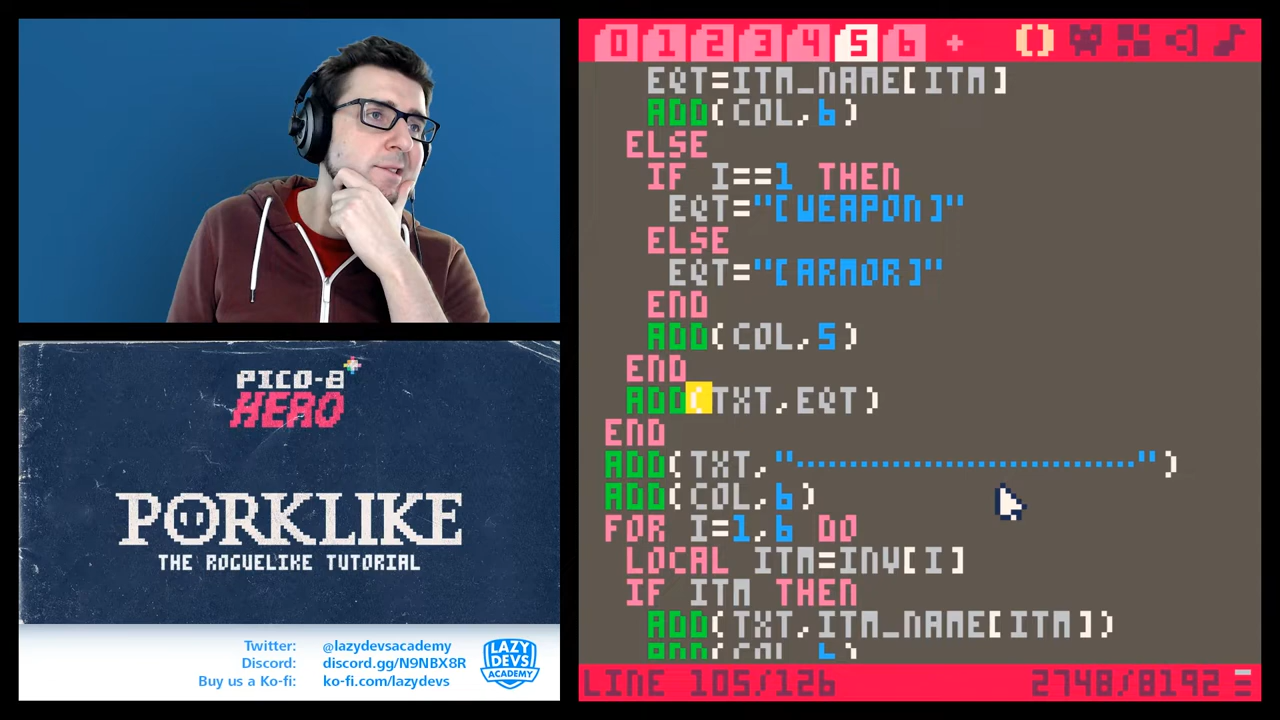 0 1 2 3 4 5 6 +
EQT=ITM_NAME[ITM]
ADD(COL,6)
ELSE
IF I==1 THEN
EQT="[WEAPON]"
ELSE
EQT="[ARMOR]"
END
ADD(COL,5)
END
ADD(TXT,EQT)
END
ADD(TXT,"………………………………")
ADD(COL,6)
FOR I=1,6 DO
LOCAL ITM=INV[I]
IF ITM THEN
ADD(TXT,ITM_NAME[ITM])
LINE 105/126 2748/8192
PICO-8
HERO
PORKLIKE
THE ROGUELIKE TUTORIAL
Twitter: @lazydevsacademy
Discord: discord.gg/N9NBX8R
Buy us a Ko-fi: ko-fi.com/lazydevs
LAZY
DEVS
ACADEMY